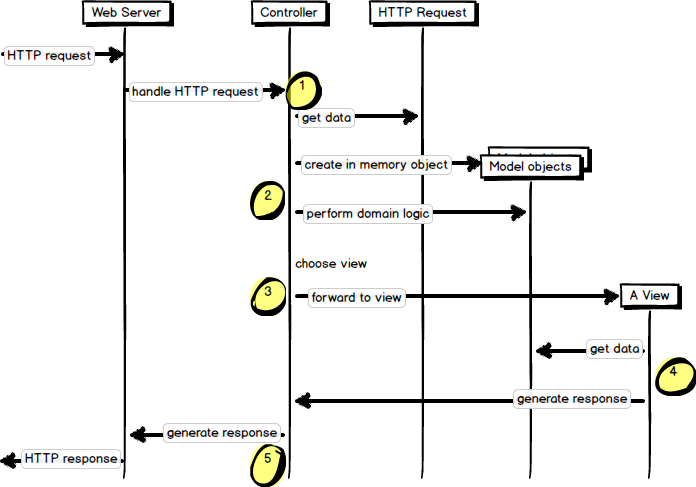 Web Server
Controller
HTTP Request
HTTP request
handle HTTP request
1
get data
create in memory object
Model objects
2
perform domain logic
choose view
3
forward to view
A View
get data
4
generate response
generate response
HTTP response
5